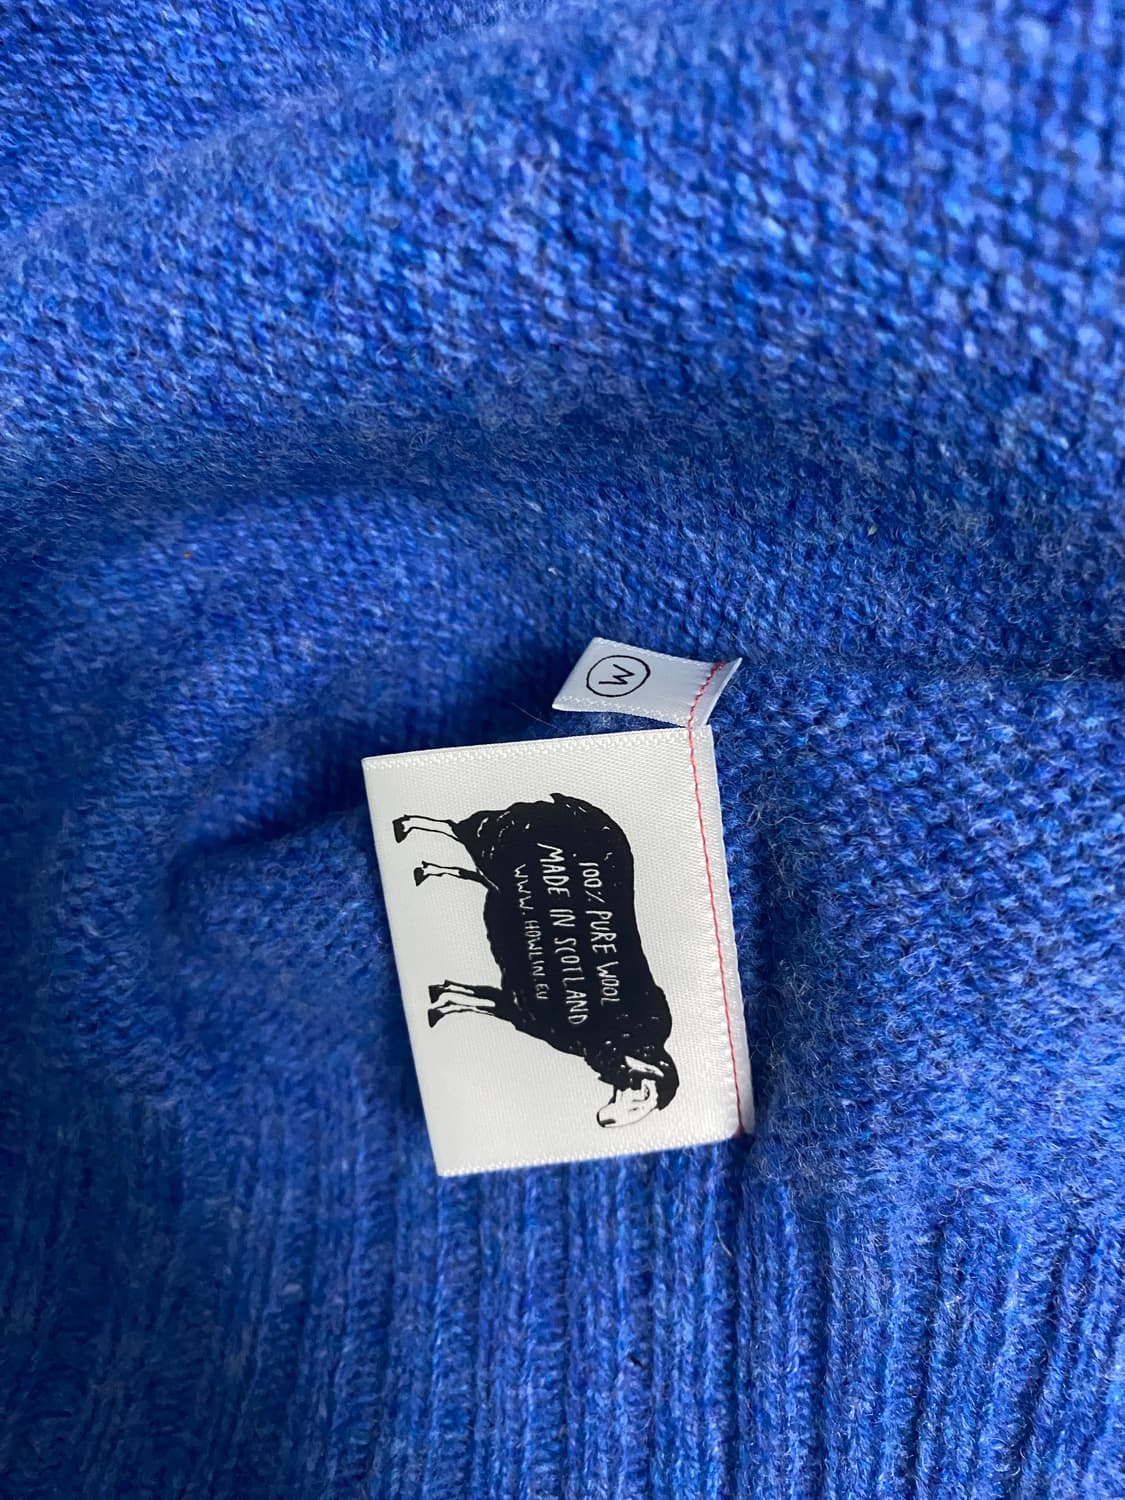 M
100% PURE WOOL
MADE IN SCOTLAND
WWW.HOWLIN.EU